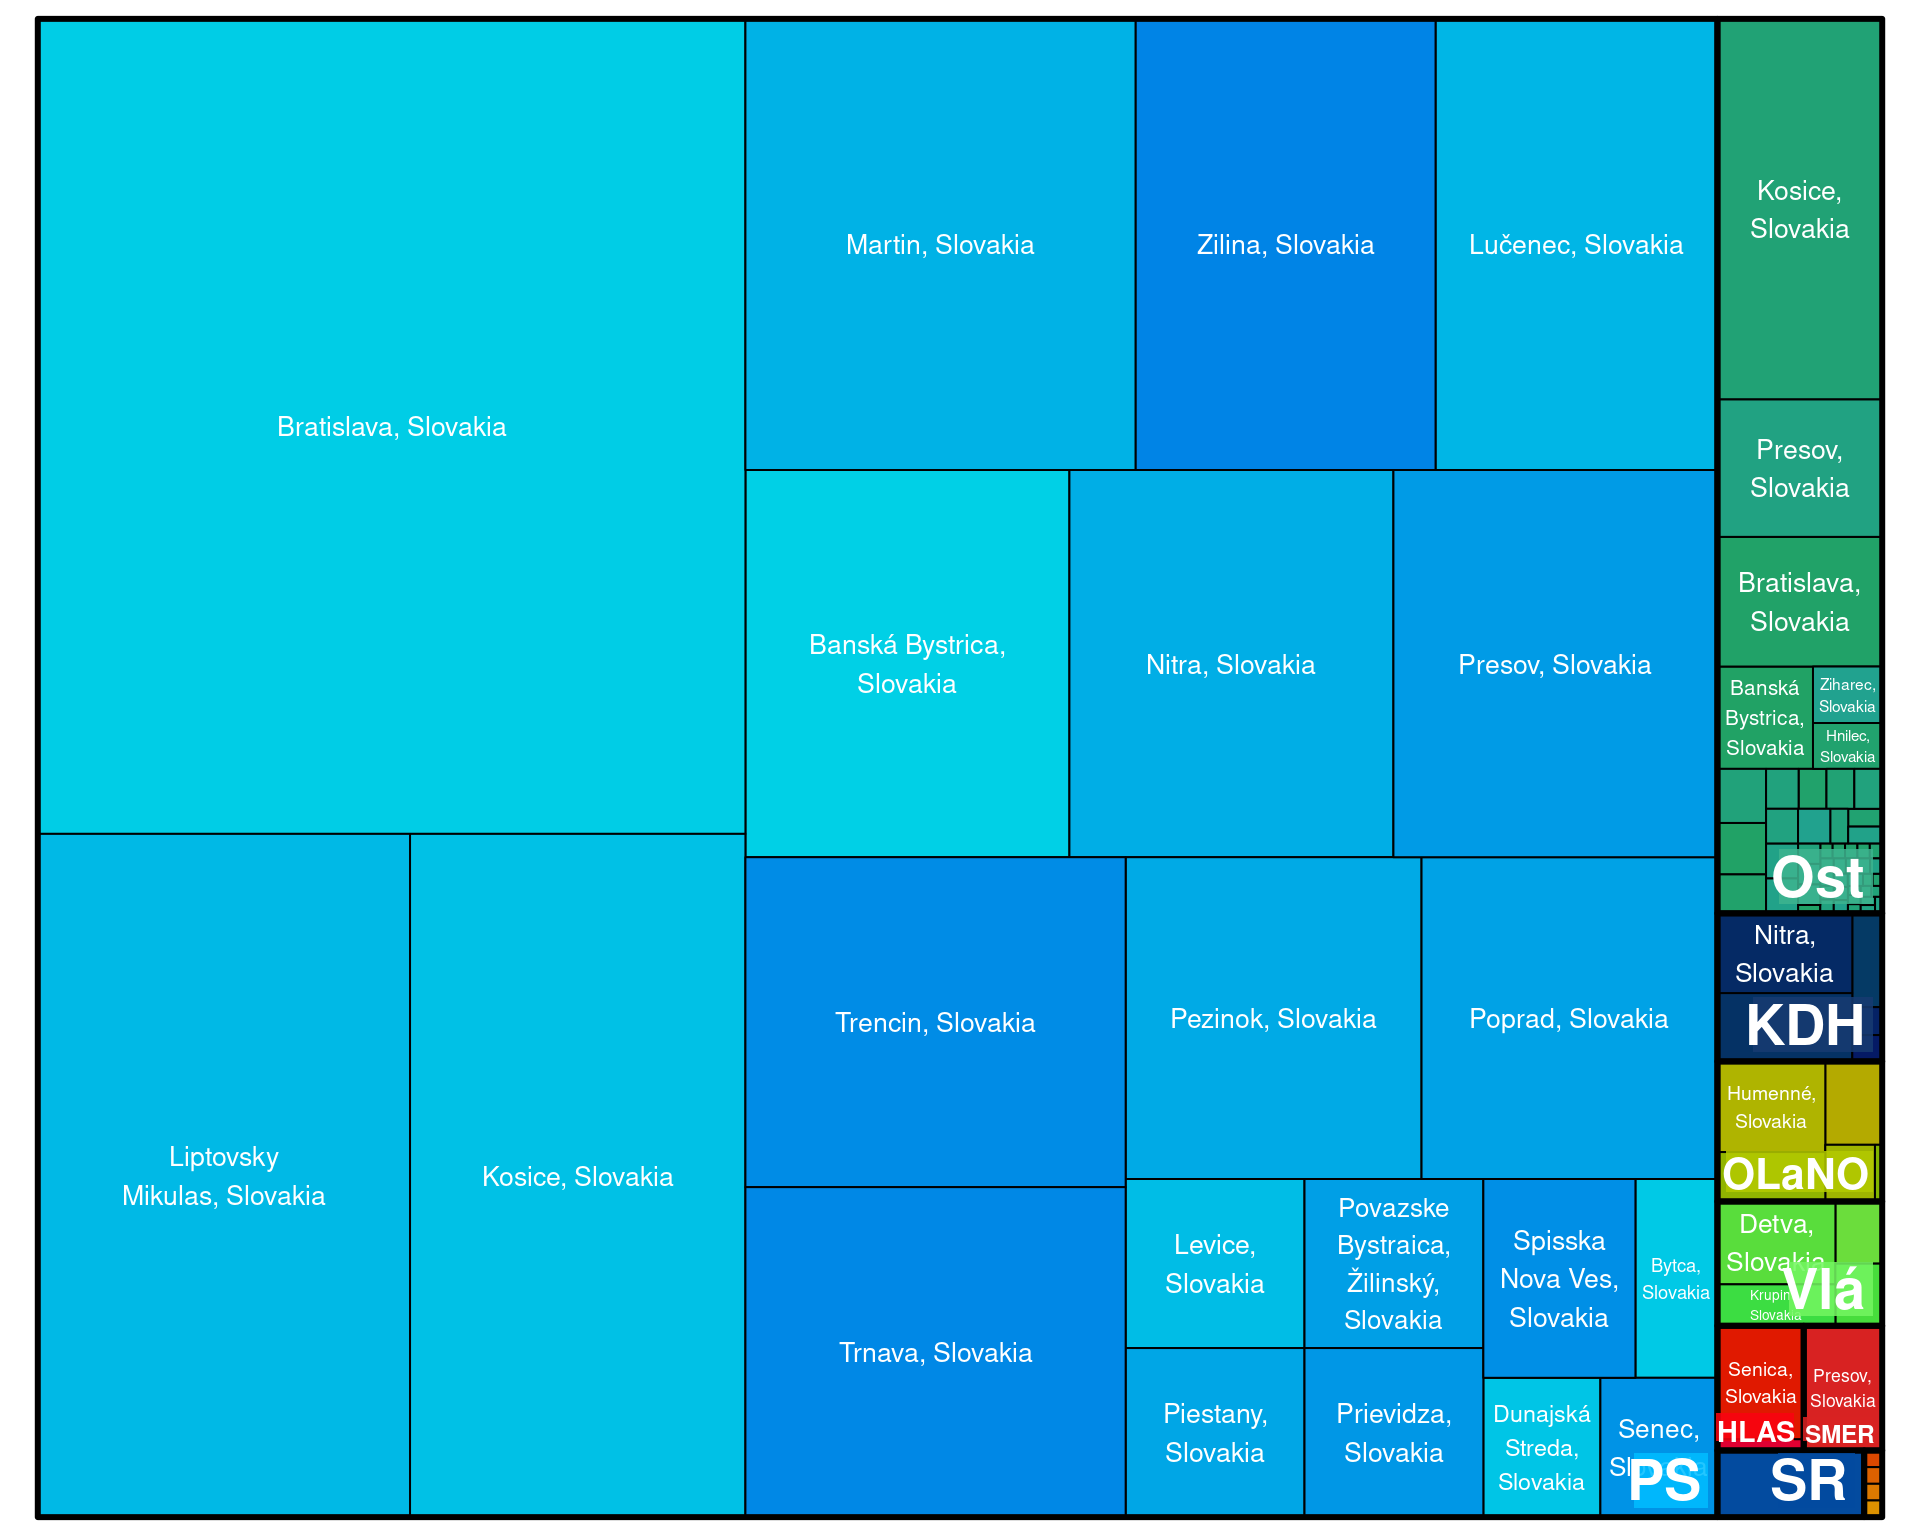 Bratislava, Slovakia
Liptovsky
Mikulas, Slovakia
Kosice, Slovakia
Martin, Slovakia
Zilina, Slovakia
Lučenec, Slovakia
Banská Bystrica,
Slovakia
Nitra, Slovakia
Presov, Slovakia
Trencin, Slovakia
Trnava, Slovakia
Pezinok, Slovakia
Poprad, Slovakia
Levice,
Slovakia
Povazske
Bystraica,
Žilinský,
Slovakia
Spisska
Nova Ves,
Slovakia
Bytca,
Slovakia
Piestany,
Slovakia
Prievidza,
Slovakia
Dunajská
Streda,
Slovakia
Senec,
PS
Kosice,
Slovakia
Presov,
Slovakia
Bratislava,
Slovakia
Banská
Bystrica,
Slovakia
Ziharec,
Slovakia
Hnilec,
Slovakia
Ost
Nitra,
Slovakia
KDH
Humenné,
Slovakia
OLaNO
Detva,
Slovakia
Slovakia
Vlá
Senica,
Slovakia
HLAS
Presov,
Slovakia
SMER
SR